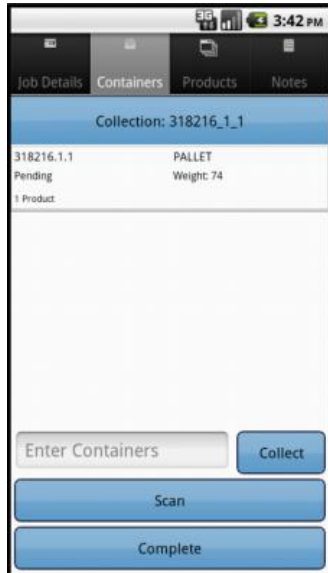 3G 3:42 PM
Job Details Containers Products Notes
Collection: 318216_1_1
318216.1.1 PALLET
Pending Weight: 74
1 Product
Enter Containers Collect
Scan
Complete